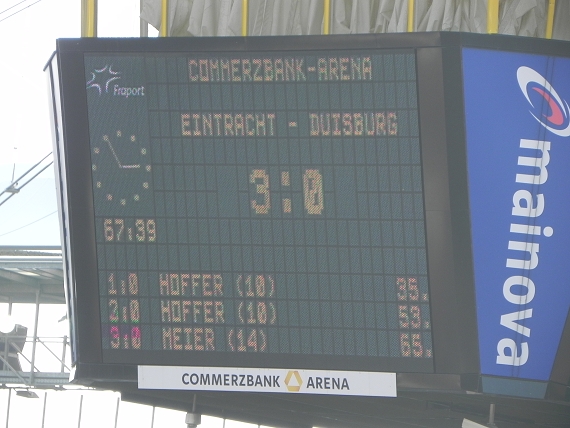 COMMERZBANK-ARENA
Fraport
EINTRACHT - DUISBURG
3:0
67:39
1:0 HOFFER (10) 35.
2:0 HOFFER (10) 53.
3:0 MEIER (14) 65.
COMMERZBANK ARENA
mainova